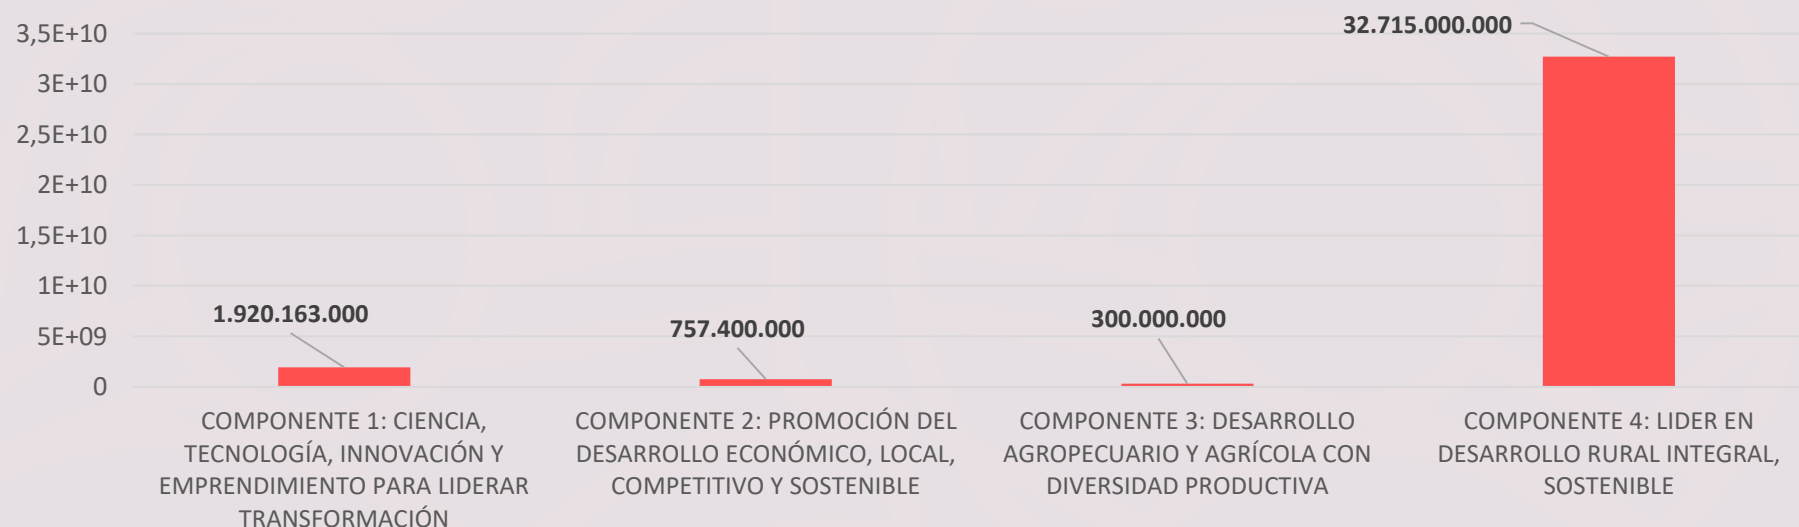 3,5E+10
3E+10
2,5E+10
2E+10
1,5E+10
1E+10
5E+09
0
1.920.163.000
757.400.000
300.000.000
32.715.000.000
COMPONENTE 1: CIENCIA,
TECNOLOGÍA, INNOVACIÓN Y
EMPRENDIMIENTO PARA LIDERAR
TRANSFORMACIÓN
COMPONENTE 2: PROMOCIÓN DEL
DESARROLLO ECONÓMICO, LOCAL,
COMPETITIVO Y SOSTENIBLE
COMPONENTE 3: DESARROLLO
AGROPECUARIO Y AGRÍCOLA CON
DIVERSIDAD PRODUCTIVA
COMPONENTE 4: LIDER EN
DESARROLLO RURAL INTEGRAL,
SOSTENIBLE